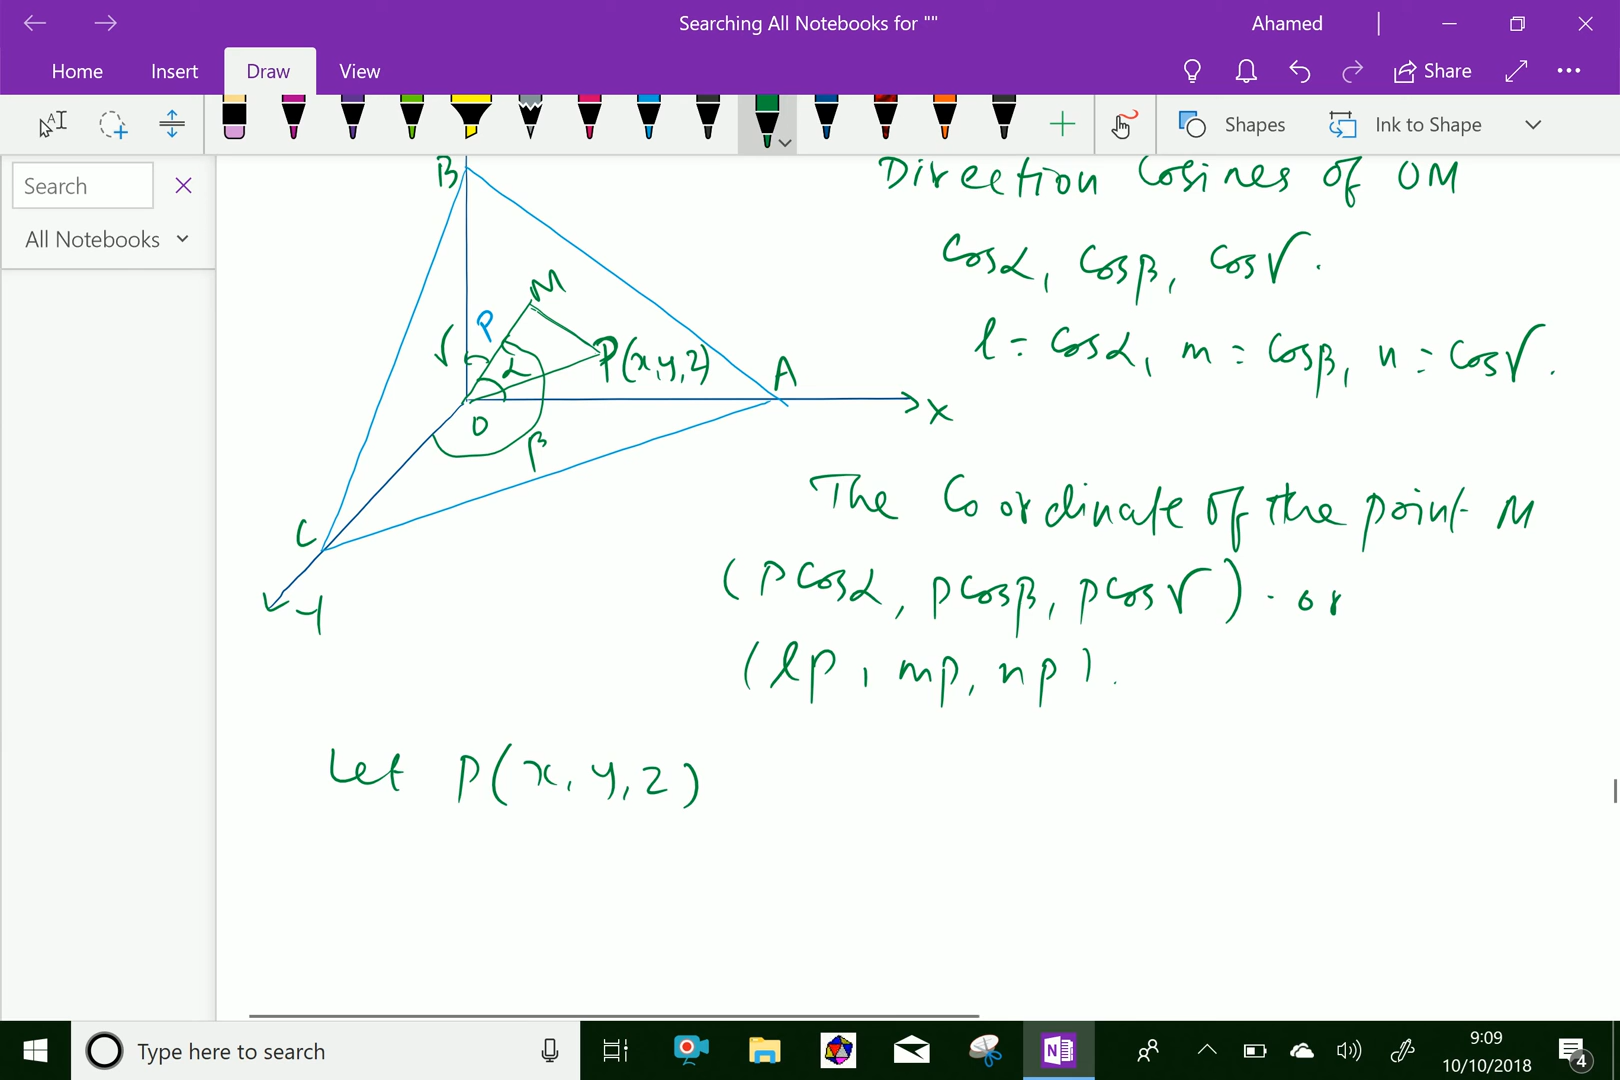 Searching All Notebooks for ""
Ahamed
Home Insert Draw View
Share
Shapes Ink to Shape
Search
All Notebooks
Direction Cosines of OM
Cosα, Cosβ, Cosγ.
l = Cosα, m = Cosβ, n = Cosγ.
B
M
P
γ
α
P(x,y,z)
A
O
x
β
C
y
The Coordinate of the point M
(pCosα, pCosβ, pCosγ). or
(lp, mp, np).
Let P(x, y, z)
Type here to search
N
9:09
10/10/2018
4